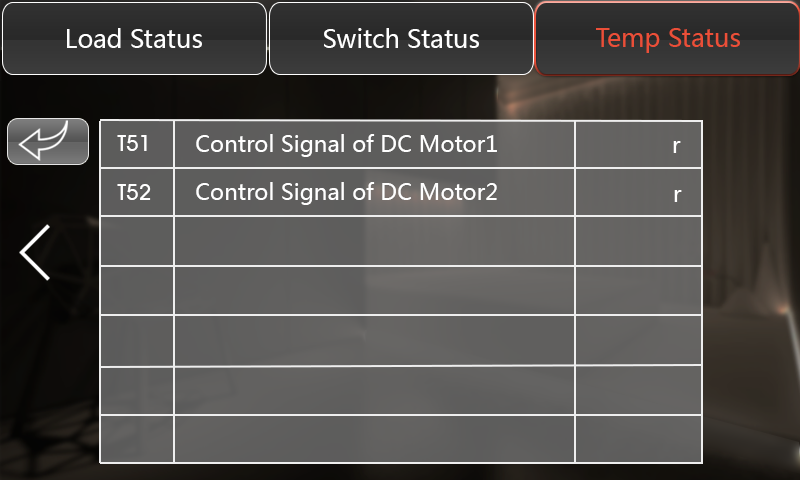 Load Status Switch Status Temp Status
T51 Control Signal of DC Motor1 r
T52 Control Signal of DC Motor2 r